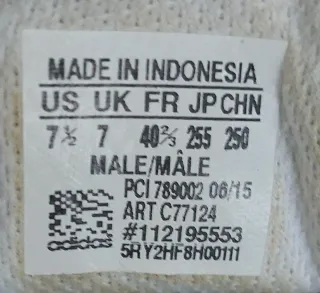 MADE IN INDONESIA
US UK FR JP CHN
7½ 7 40⅔ 255 250
MALE/MÂLE
PCI 789002 06/15
ART C77124
#112195553
5RY2HF8H00111
adidas